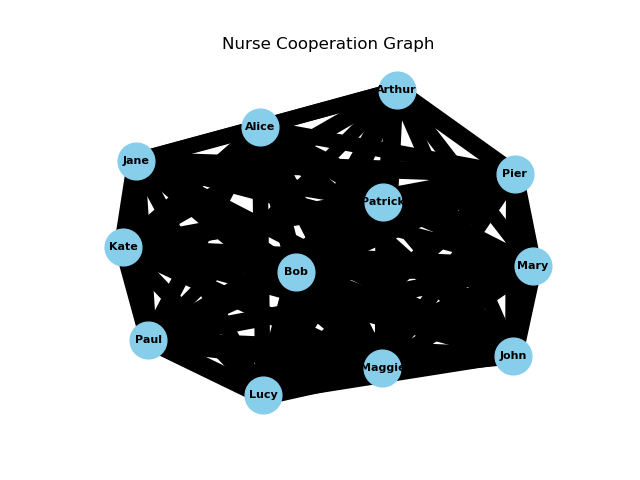 Nurse Cooperation Graph
Arthur
Alice
Jane
Pier
Patrick
Kate
Mary
Bob
Paul
John
Maggie
Lucy